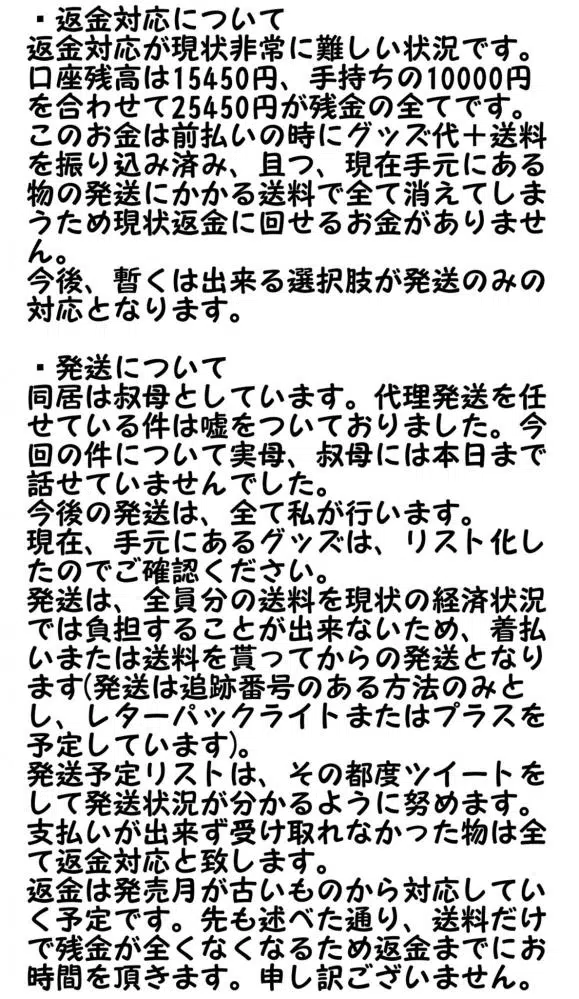 ▪返金対応について
返金対応が現状非常に難しい状況です。
口座残高は15450円、手持ちの10000円
を合わせて25450円が残金の全てです。
このお金は前払いの時にグッズ代＋送料
を振り込み済み、且つ、現在手元にある
物の発送にかかる送料で全て消えてしま
うため現状返金に回せるお金がありませ
ん。
今後、暫くは出来る選択肢が発送のみの
対応となります。

▪発送について
同居は叔母としています。代理発送を任
せている件は嘘をついておりました。今
回の件について実母、叔母には本日まで
話せていませんでした。
今後の発送は、全て私が行います。
現在、手元にあるグッズは、リスト化し
たのでご確認ください。
発送は、全員分の送料を現状の経済状況
では負担することが出来ないため、着払
いまたは送料を貰ってからの発送となり
ます(発送は追跡番号のある方法のみと
し、レターパックライトまたはプラスを
予定しています)。
発送予定リストは、その都度ツイートを
して発送状況が分かるように努めます。
支払いが出来ず受け取れなかった物は全
て返金対応と致します。
返金は発売月が古いものから対応してい
く予定です。先も述べた通り、送料だけ
で残金が全くなくなるため返金までにお
時間を頂きます。申し訳ございません。